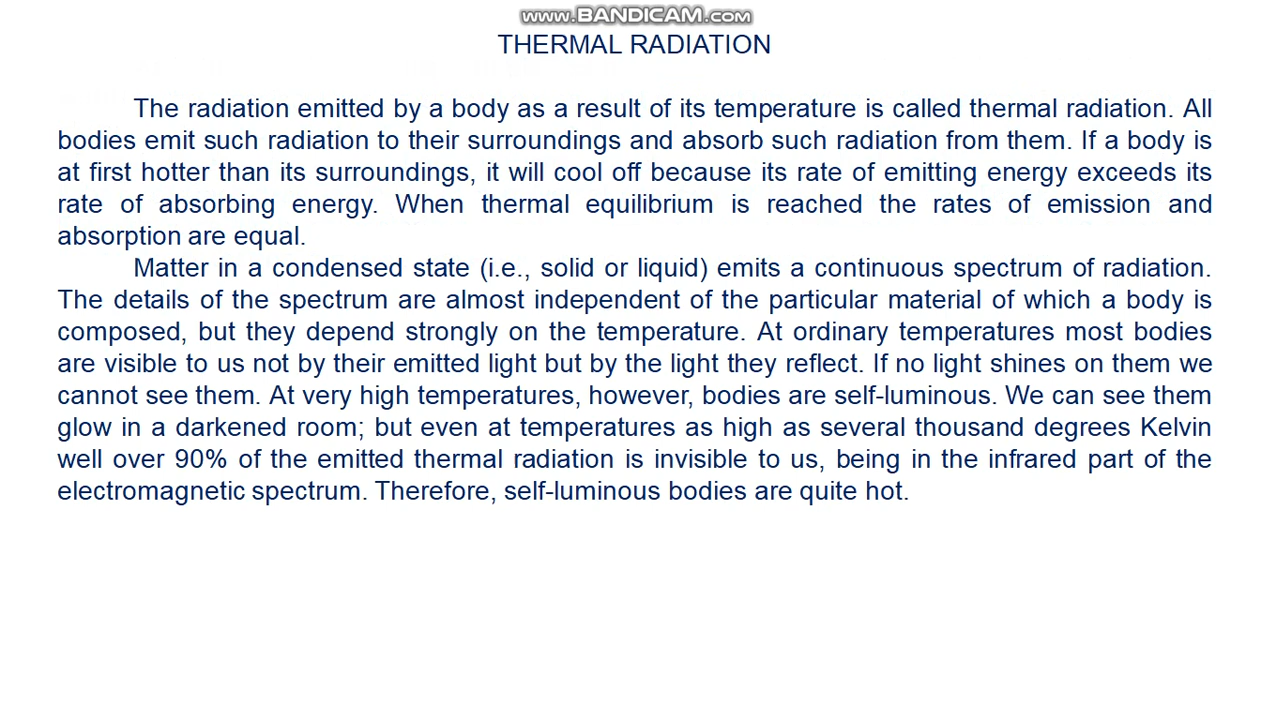 www.BANDICAM.com
THERMAL RADIATION
The radiation emitted by a body as a result of its temperature is called thermal radiation. All
bodies emit such radiation to their surroundings and absorb such radiation from them. If a body is
at first hotter than its surroundings, it will cool off because its rate of emitting energy exceeds its
rate of absorbing energy. When thermal equilibrium is reached the rates of emission and
absorption are equal.
Matter in a condensed state (i.e., solid or liquid) emits a continuous spectrum of radiation.
The details of the spectrum are almost independent of the particular material of which a body is
composed, but they depend strongly on the temperature. At ordinary temperatures most bodies
are visible to us not by their emitted light but by the light they reflect. If no light shines on them we
cannot see them. At very high temperatures, however, bodies are self-luminous. We can see them
glow in a darkened room; but even at temperatures as high as several thousand degrees Kelvin
well over 90% of the emitted thermal radiation is invisible to us, being in the infrared part of the
electromagnetic spectrum. Therefore, self-luminous bodies are quite hot.